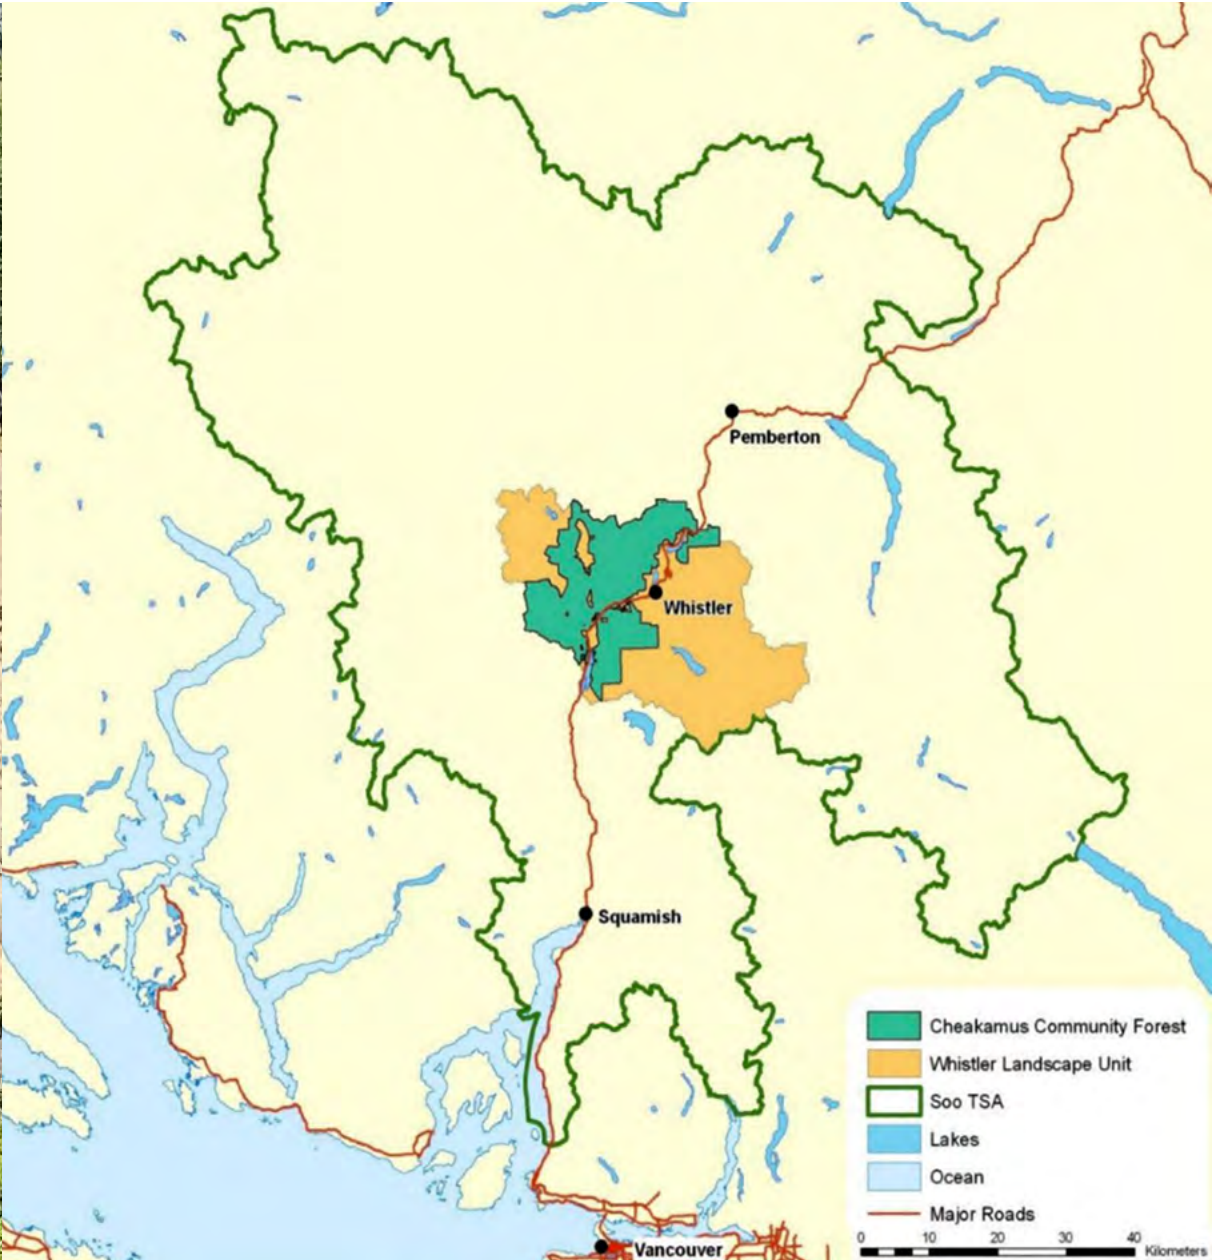 Pemberton
Whistler
Squamish
Cheakamus Community Forest
Whistler Landscape Unit
Soo TSA
Lakes
Ocean
Major Roads
0 10 20 30 40
Kilometers
Vancouver